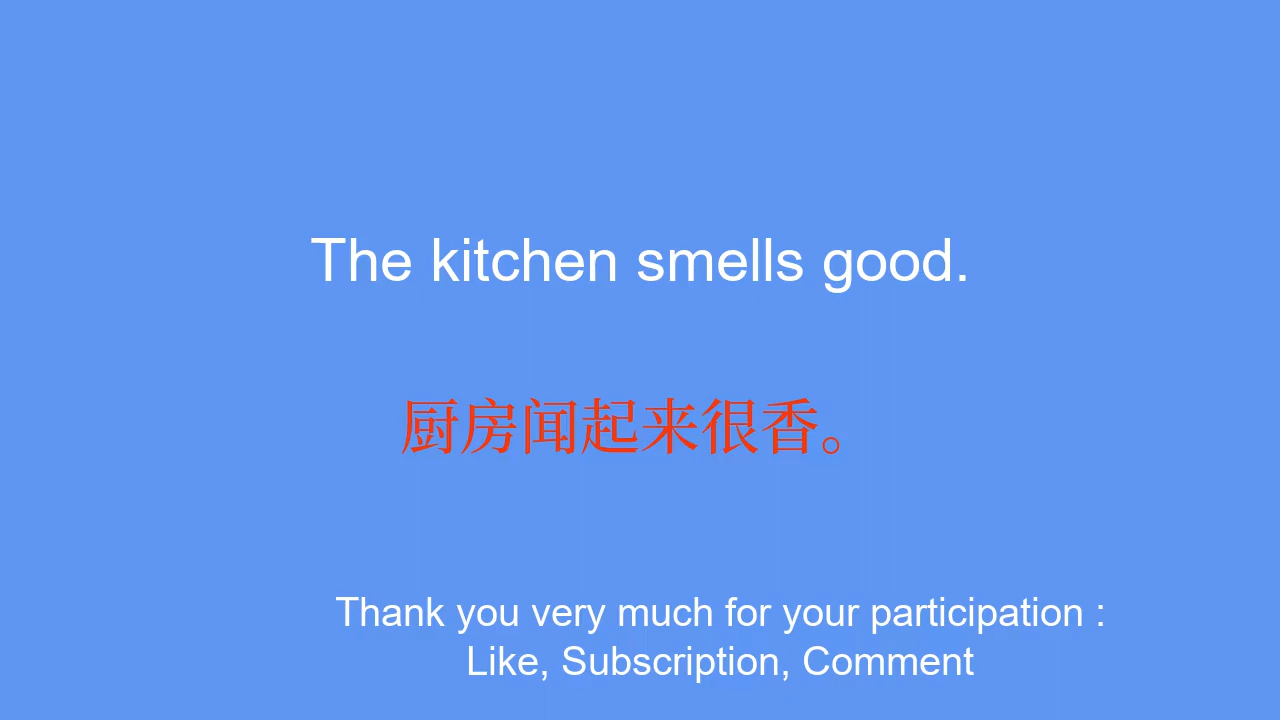 The kitchen smells good.
厨房闻起来很香。
Thank you very much for your participation :
Like, Subscription, Comment